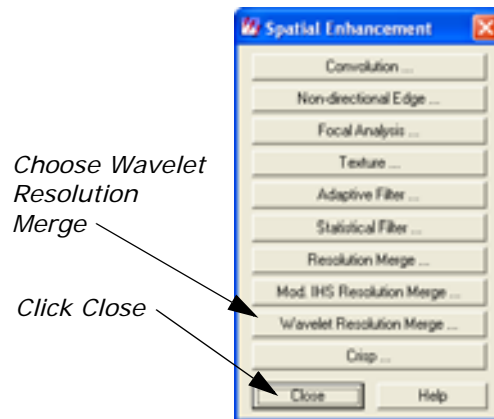 Spatial Enhancement
Convolution ...
Non-directional Edge ...
Focal Analysis ...
Texture ...
Adaptive Filter ...
Statistical Filter ...
Resolution Merge ...
Mod. IHS Resolution Merge ...
Wavelet Resolution Merge ...
Crisp ...
Close Help
Choose Wavelet
Resolution
Merge
Click Close